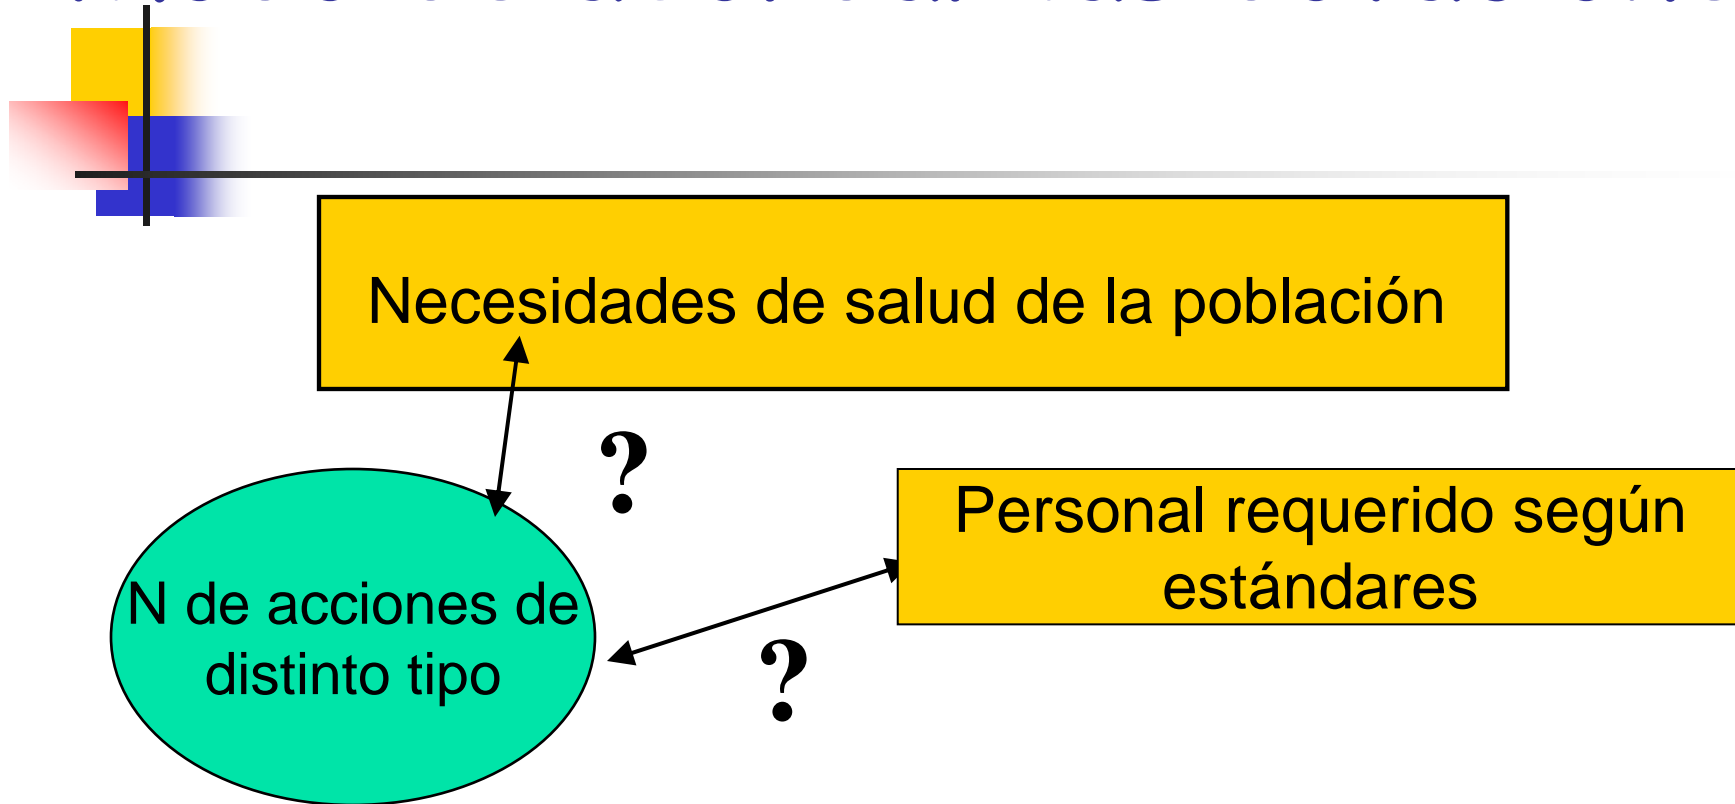 Necesidades de salud de la población
?
Personal requerido según
estándares
N de acciones de
distinto tipo
?